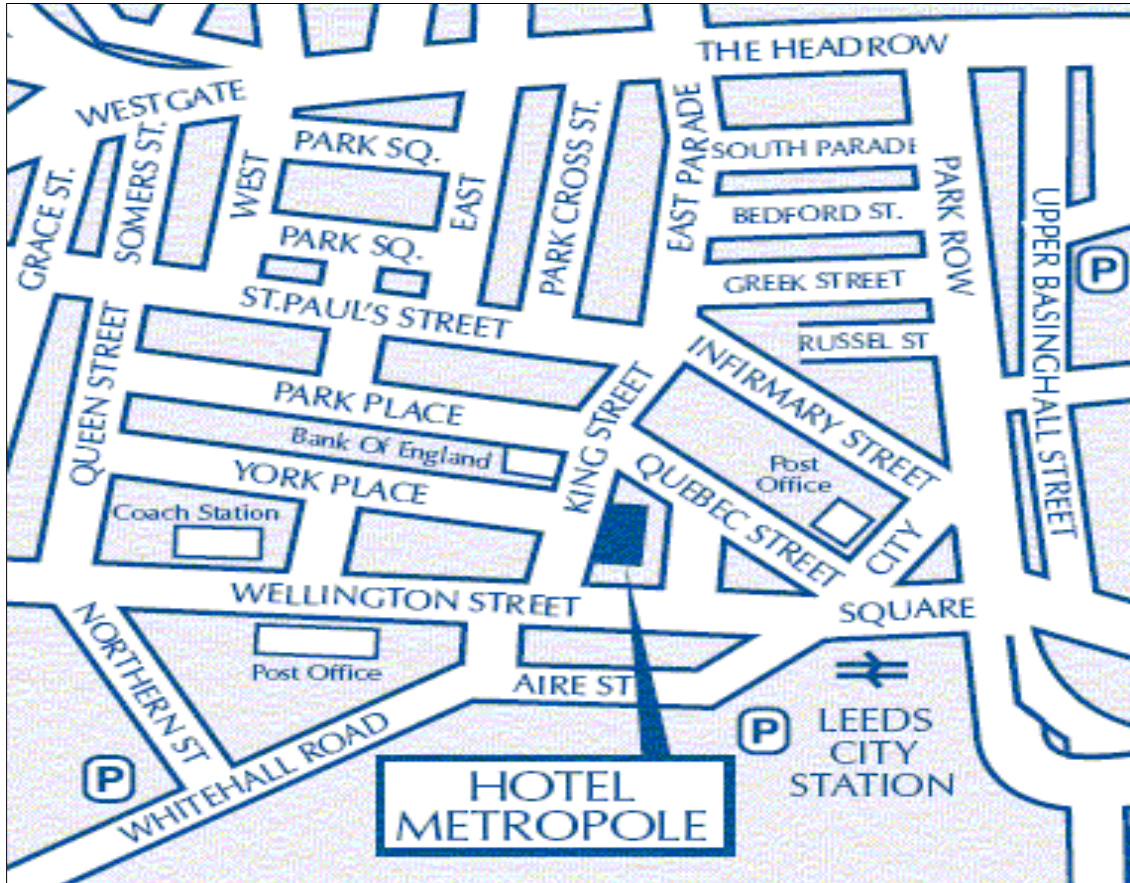 THE HEADROW
WESTGATE
PARK SQ.
SOUTH PARADE
GRACE ST.
SOMERS ST.
WEST
EAST
PARK CROSS ST.
EAST PARADE
PARK ROW
UPPER BASINGHALL STREET
BEDFORD ST.
PARK SQ.
P
GREEK STREET
ST.PAUL'S STREET
RUSSEL ST
INFIRMARY STREET
QUEEN STREET
PARK PLACE
KING STREET
Bank Of England
QUEBEC STREET
Post
Office
YORK PLACE
Coach Station
CITY
SQUARE
WELLINGTON STREET
NORTHERN ST
Post Office
AIRE ST
P
LEEDS
CITY
STATION
P
WHITEHALL ROAD
HOTEL
METROPOLE